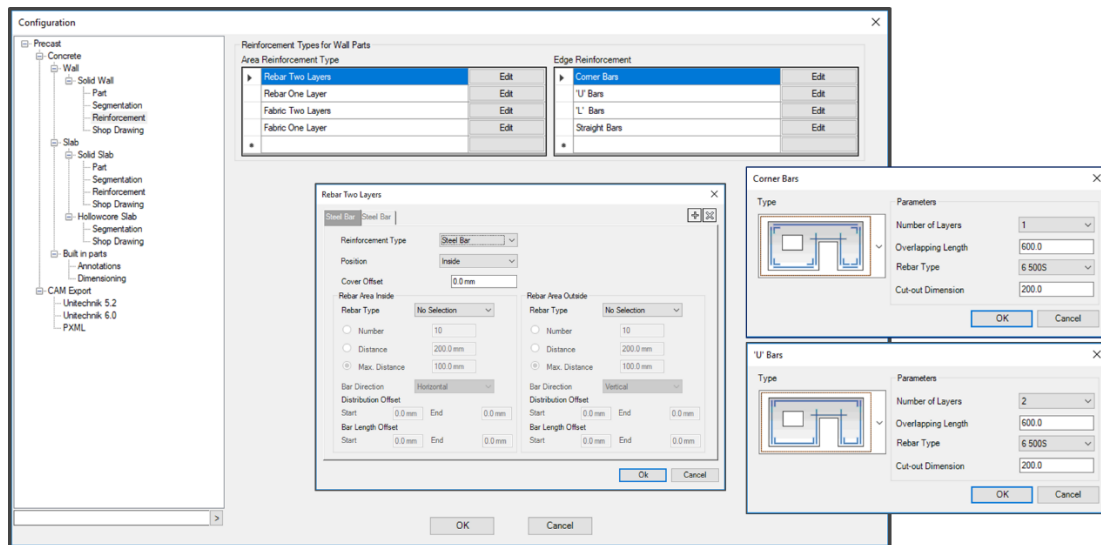 Configuration
Precast
Concrete
Wall
Solid Wall
Part
Segmentation
Reinforcement
Shop Drawing
Slab
Solid Slab
Part
Segmentation
Reinforcement
Shop Drawing
Hollowcore Slab
Segmentation
Shop Drawing
Built in parts
Annotations
Dimensioning
CAM Export
Unitechnik 5.2
Unitechnik 6.0
PXML
Reinforcement Types for Wall Parts
Area Reinforcement Type
Rebar Two Layers Edit
Rebar One Layer Edit
Fabric Two Layers Edit
Fabric One Layer Edit
Edge Reinforcement
Corner Bars Edit
'U' Bars Edit
'L' Bars Edit
Straight Bars Edit
Rebar Two Layers
Steel Bar Steel Bar
Reinforcement Type Steel Bar
Position Inside
Cover Offset 0.0 mm
Rebar Area Inside
Rebar Type No Selection
Number 10
Distance 200.0 mm
Max. Distance 100.0 mm
Bar Direction Horizontal
Distribution Offset
Start 0.0 mm End 0.0 mm
Bar Length Offset
Start 0.0 mm End 0.0 mm
Rebar Area Outside
Rebar Type No Selection
Number 10
Distance 200.0 mm
Max. Distance 100.0 mm
Bar Direction Vertical
Distribution Offset
Start 0.0 mm End 0.0 mm
Bar Length Offset
Start 0.0 mm End 0.0 mm
Ok Cancel
OK Cancel
Corner Bars
Type
Parameters
Number of Layers 1
Overlapping Length 600.0
Rebar Type 6 500S
Cut-out Dimension 200.0
OK Cancel
'U' Bars
Type
Parameters
Number of Layers 2
Overlapping Length 600.0
Rebar Type 6 500S
Cut-out Dimension 200.0
OK Cancel